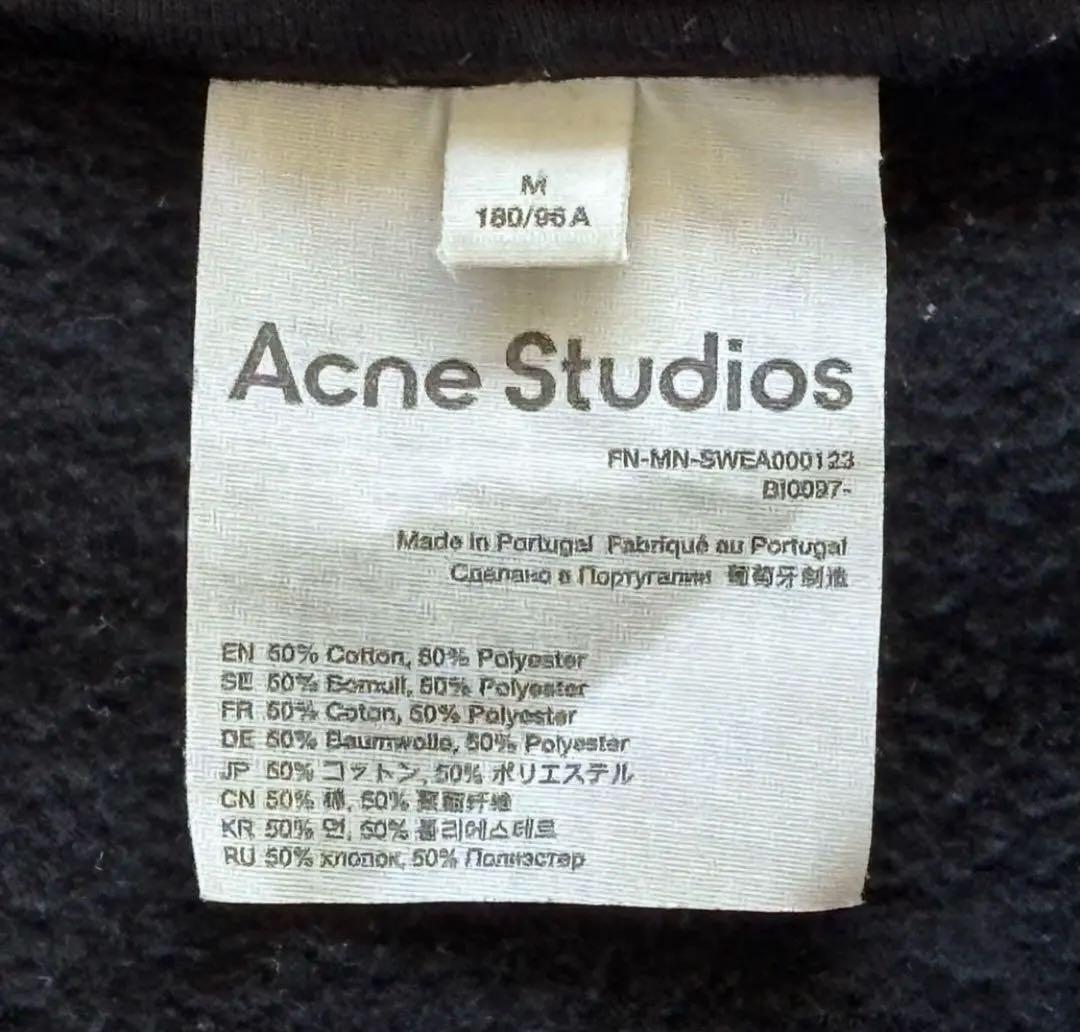 M
180/96A
Acne Studios
FN-MN-SWEA000123
BI0097-
Made in Portugal Fabriqué au Portugal
Сделано в Португалии 葡萄牙制造
EN 50% Cotton, 50% Polyester
SE 50% Bomull, 50% Polyester
FR 50% Coton, 50% Polyester
DE 50% Baumwolle, 50% Polyester
JP 50% コットン, 50% ポリエステル
CN 50% 棉, 50% 聚酯纤维
KR 50% 면, 50% 폴리에스테르
RU 50% хлопок, 50% Полиэстер